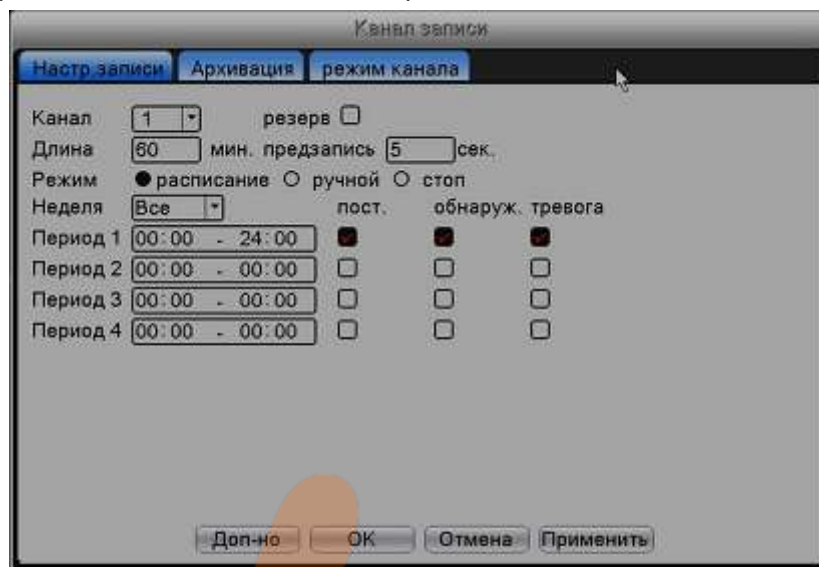 Канал записи
Настр записи Архивация режим канала
Канал 1 резерв
Длина 60 мин. предзапись 5 сек.
Режим расписание ручной стоп
Неделя Все пост. обнаруж. тревога
Период 1 00:00 - 24:00
Период 2 00:00 - 00:00
Период 3 00:00 - 00:00
Период 4 00:00 - 00:00
Доп-но OK Отмена Применить